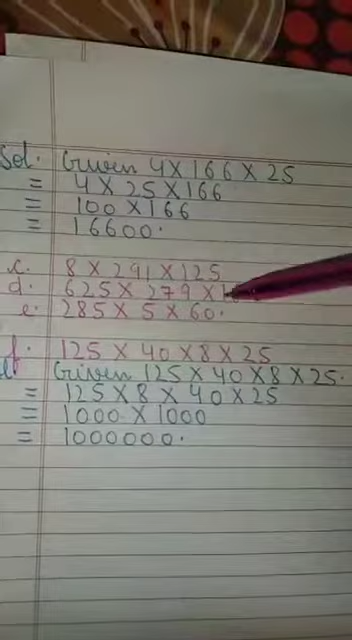 Sol. Given 4 X 166 X 25
= 4 X 25 X 166
= 100 X 166
= 16600.
c. 8 X 291 X 125
d. 625 X 279 X
e. 285 X 5 X 60.
f. 125 X 40 X 8 X 25
Given 125 X 40 X 8 X 25.
= 125 X 8 X 40 X 25
= 1000 X 1000
= 1000000.